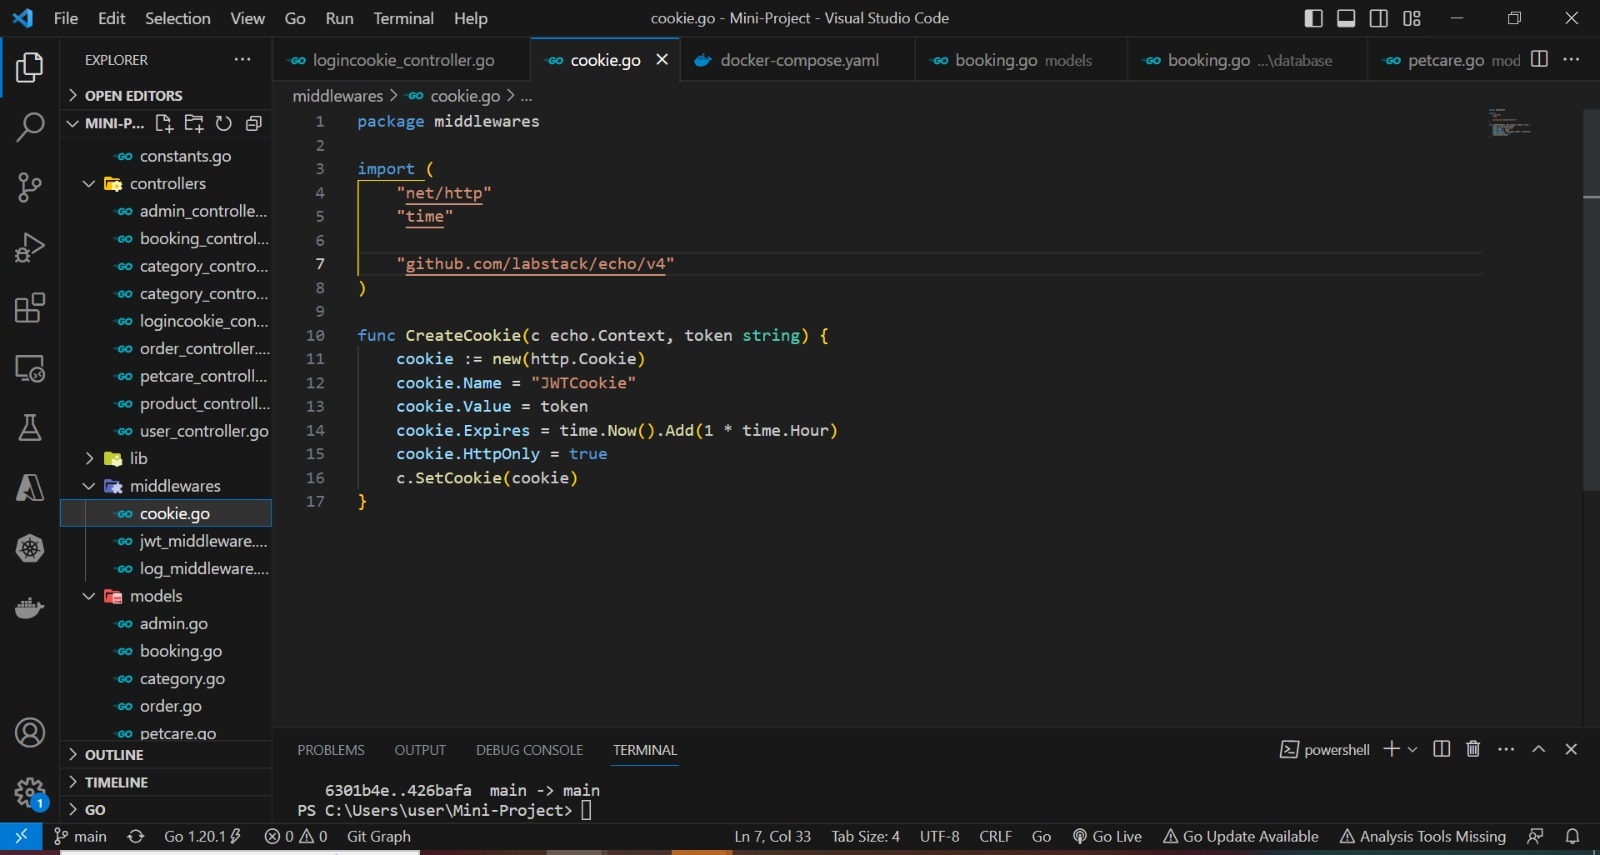 File Edit Selection View Go Run Terminal Help
cookie.go - Mini-Project - Visual Studio Code
EXPLORER
OPEN EDITORS
MINI-P...
constants.go
controllers
admin_controlle...
booking_control...
category_contro...
category_contro...
logincookie_con...
order_controller....
petcare_controll...
product_controll...
user_controller.go
lib
middlewares
cookie.go
jwt_middleware....
log_middleware....
models
admin.go
booking.go
category.go
order.go
petcare.go
OUTLINE
TIMELINE
GO
logincookie_controller.go cookie.go docker-compose.yaml booking.go models booking.go ...\database petcare.go mod
middlewares > cookie.go > ...
1 package middlewares
2
3 import (
4 "net/http"
5 "time"
6
7 "github.com/labstack/echo/v4"
8 )
9
10 func CreateCookie(c echo.Context, token string) {
11 cookie := new(http.Cookie)
12 cookie.Name = "JWTCookie"
13 cookie.Value = token
14 cookie.Expires = time.Now().Add(1 * time.Hour)
15 cookie.HttpOnly = true
16 c.SetCookie(cookie)
17 }
PROBLEMS OUTPUT DEBUG CONSOLE TERMINAL
powershell
6301b4e..426bafa main -> main
PS C:\Users\user\Mini-Project>
1
main Go 1.20.1 0 0 Git Graph
Ln 7, Col 33 Tab Size: 4 UTF-8 CRLF Go Go Live Go Update Available Analysis Tools Missing